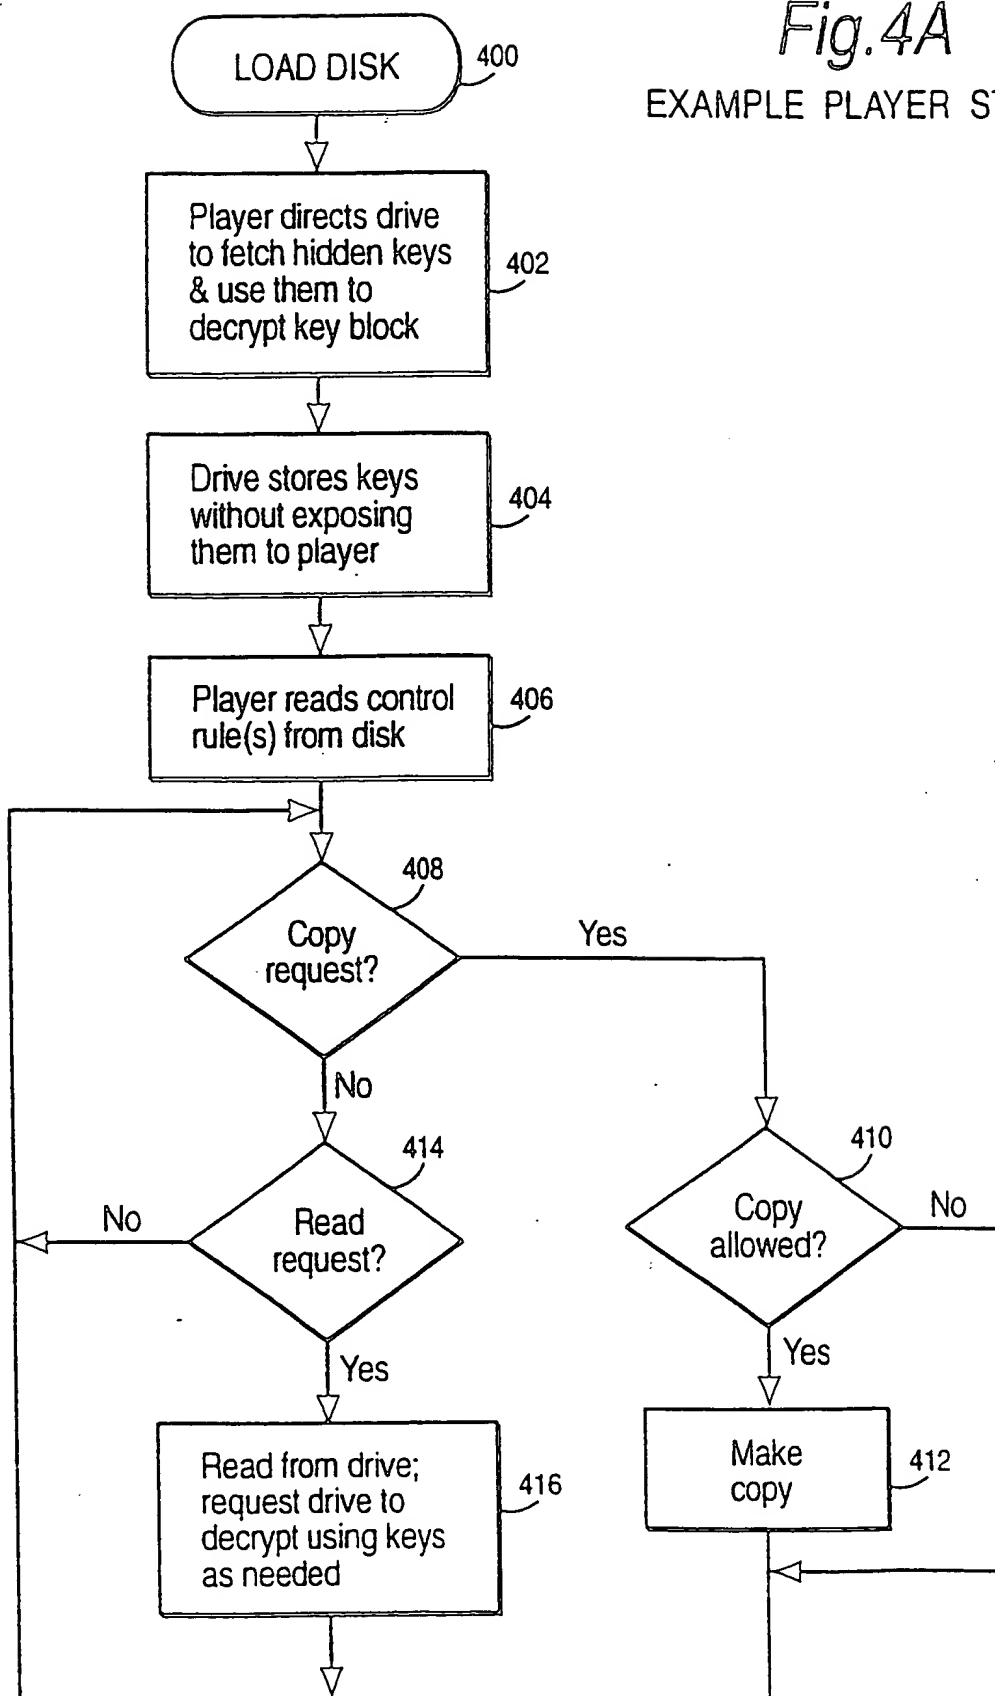 Fig.4A
EXAMPLE PLAYER
LOAD DISK
400
Player directs drive
to fetch hidden keys
& use them to
decrypt key block
402
Drive stores keys
without exposing
them to player
404
Player reads control
rule(s) from disk
406
408
Copy
request?
Yes
No
414
Read
request?
No
Yes
410
Copy
allowed?
No
Yes
Read from drive;
request drive to
decrypt using keys
as needed
416
Make
copy
412